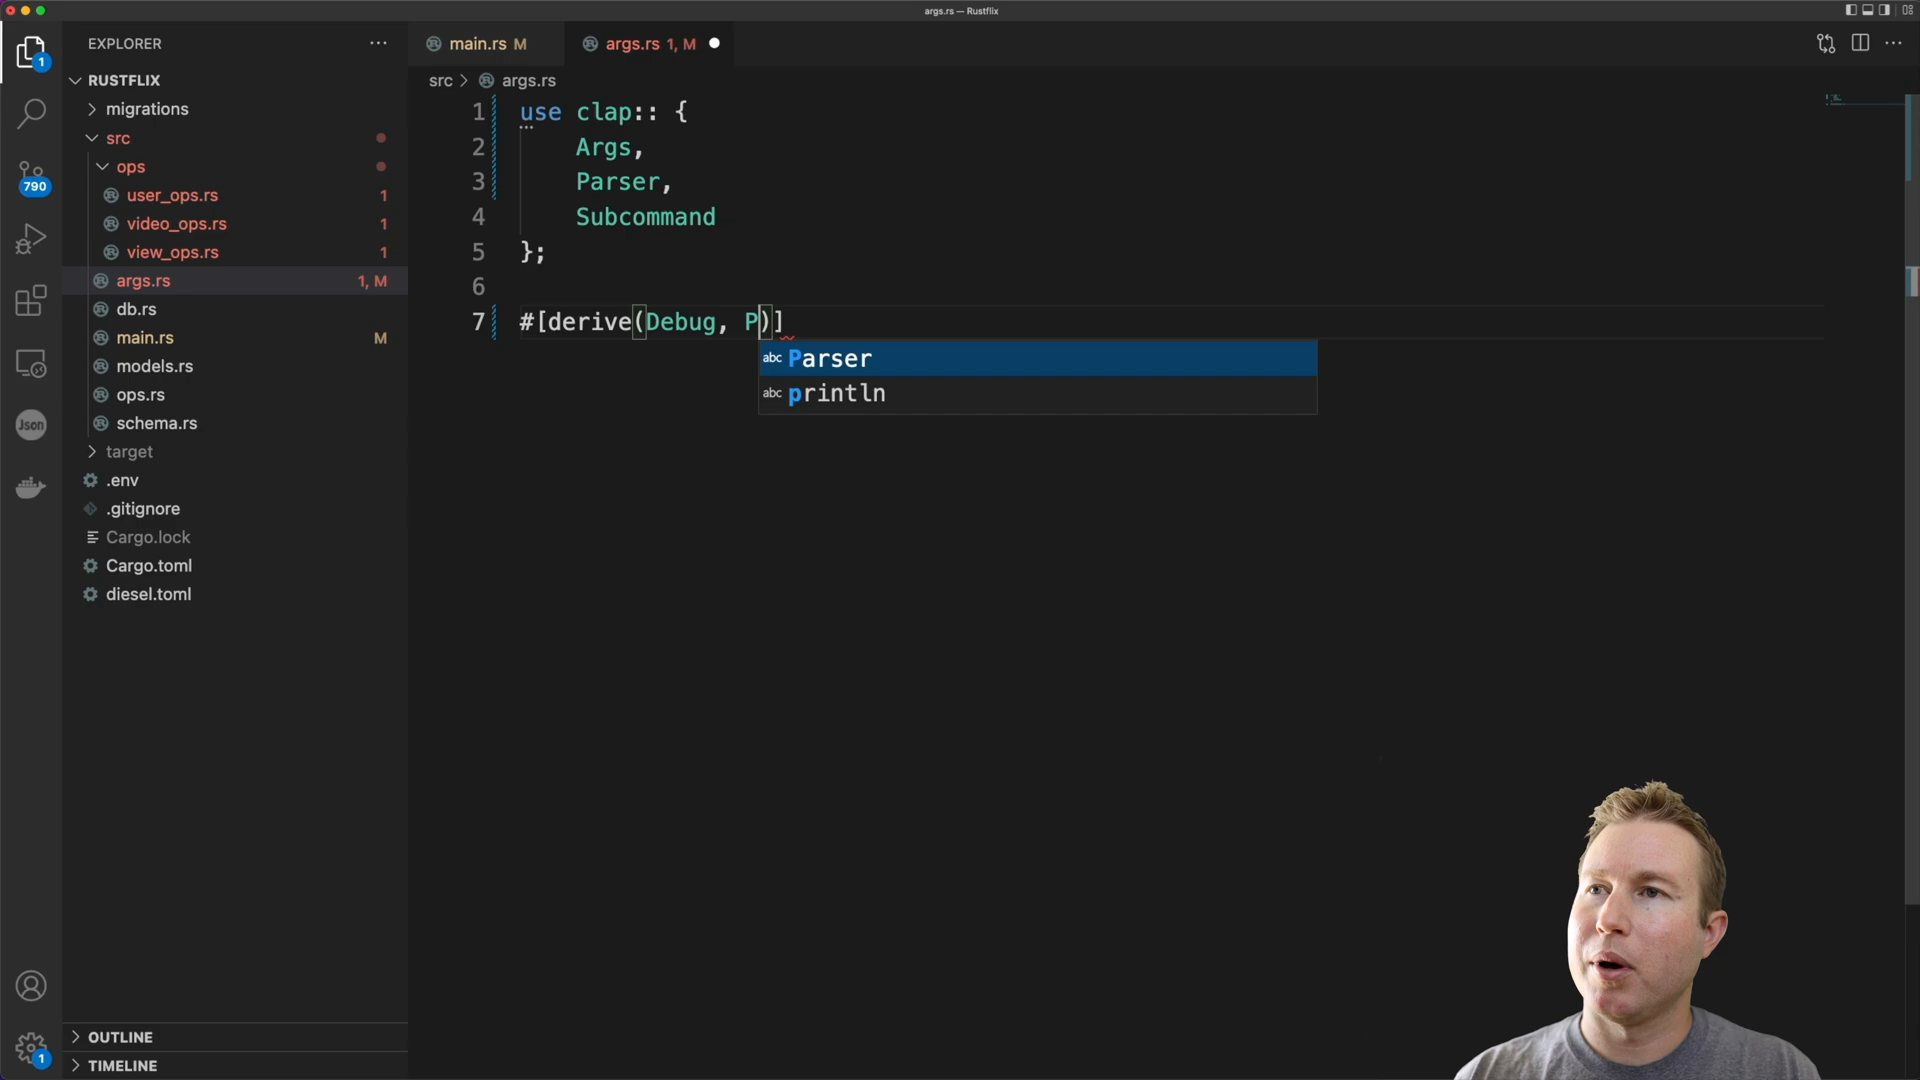 args.rs — Rustflix
EXPLORER
main.rs M
args.rs 1, M
1
RUSTFLIX
src > args.rs
migrations
src
ops
790
user_ops.rs 1
video_ops.rs 1
view_ops.rs 1
args.rs 1, M
db.rs
main.rs M
models.rs
ops.rs
Json
schema.rs
target
.env
.gitignore
Cargo.lock
Cargo.toml
diesel.toml
1 use clap:: {
2 Args,
3 Parser,
4 Subcommand
5 };
6
7 #[derive(Debug, P)]
abc Parser
abc println
OUTLINE
1
TIMELINE